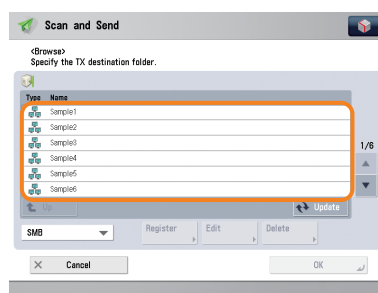 Scan and Send
<Browse>
Specify the TX destination folder.
Type Name
Sample1
Sample2
Sample3
Sample4
Sample5
Sample6
1/6
Up
Update
SMB
Register
Edit
Delete
Cancel
OK